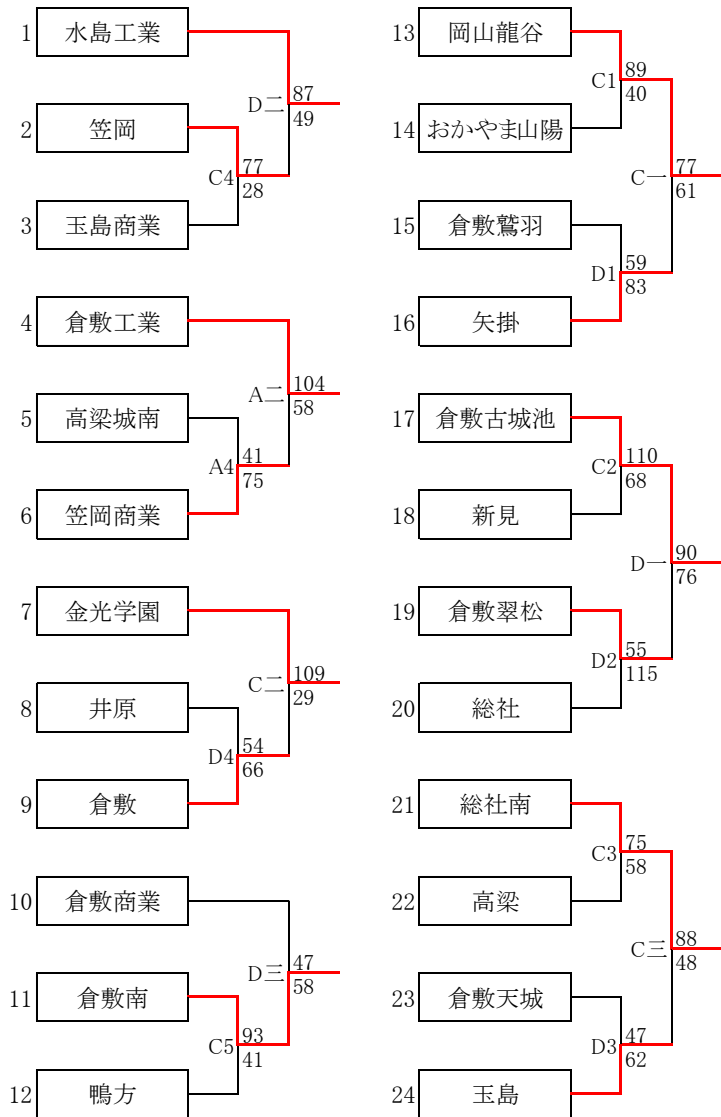 1 水島工業
D二 87
49
2 笠岡
C4 77
28
3 玉島商業
4 倉敷工業
A二 104
58
5 高梁城南
A4 41
75
6 笠岡商業
7 金光学園
C二 109
29
8 井原
D4 54
66
9 倉敷
10 倉敷商業
D三 47
58
11 倉敷南
C5 93
41
12 鴨方
13 岡山龍谷
C1 89
40
14 おかやま山陽
C一 77
61
15 倉敷鷲羽
D1 59
83
16 矢掛
17 倉敷古城池
C2 110
68
18 新見
D一 90
76
19 倉敷翠松
D2 55
115
20 総社
21 総社南
C3 75
58
22 高梁
C三 88
48
23 倉敷天城
D3 47
62
24 玉島